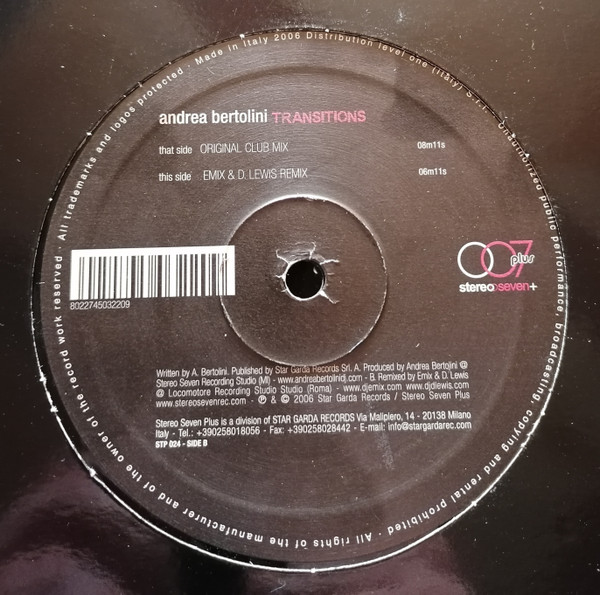 andrea bertolini TRANSITIONS
that side ORIGINAL CLUB MIX 08m11s
this side EMIX & D. LEWIS REMIX 06m11s
8022745032209
007 plus
stereo seven+
Written by A. Bertolini. Published by Star Garda Records Srl. A. Produced by Andrea Bertolini @
Stereo Seven Recording Studio (MI) - www.andreabertolinidj.com - B. Remixed by Emix & D. Lewis
@ Locomotore Recording Studio Studio (Roma) - www.djemix.com www.djdlewis.com
www.stereosevenrec.com - ℗ & © 2006 Star Garda Records / Stereo Seven Plus
Stereo Seven Plus is a division of STAR GARDA RECORDS Via Malipiero, 14 - 20138 Milano
Italy - Tel.: +390258018056 - Fax: +390258028442 - E-mail: info@stargardarec.com
STP 024 - SIDE B
All trademarks and logos protected · Made in Italy 2006 Distribution level one (Italy) S.r.l. · Unauthorized public performance, broadcasting, copying and rental prohibited · All rights of the manufacturer and of the owner of the record work reserved ·